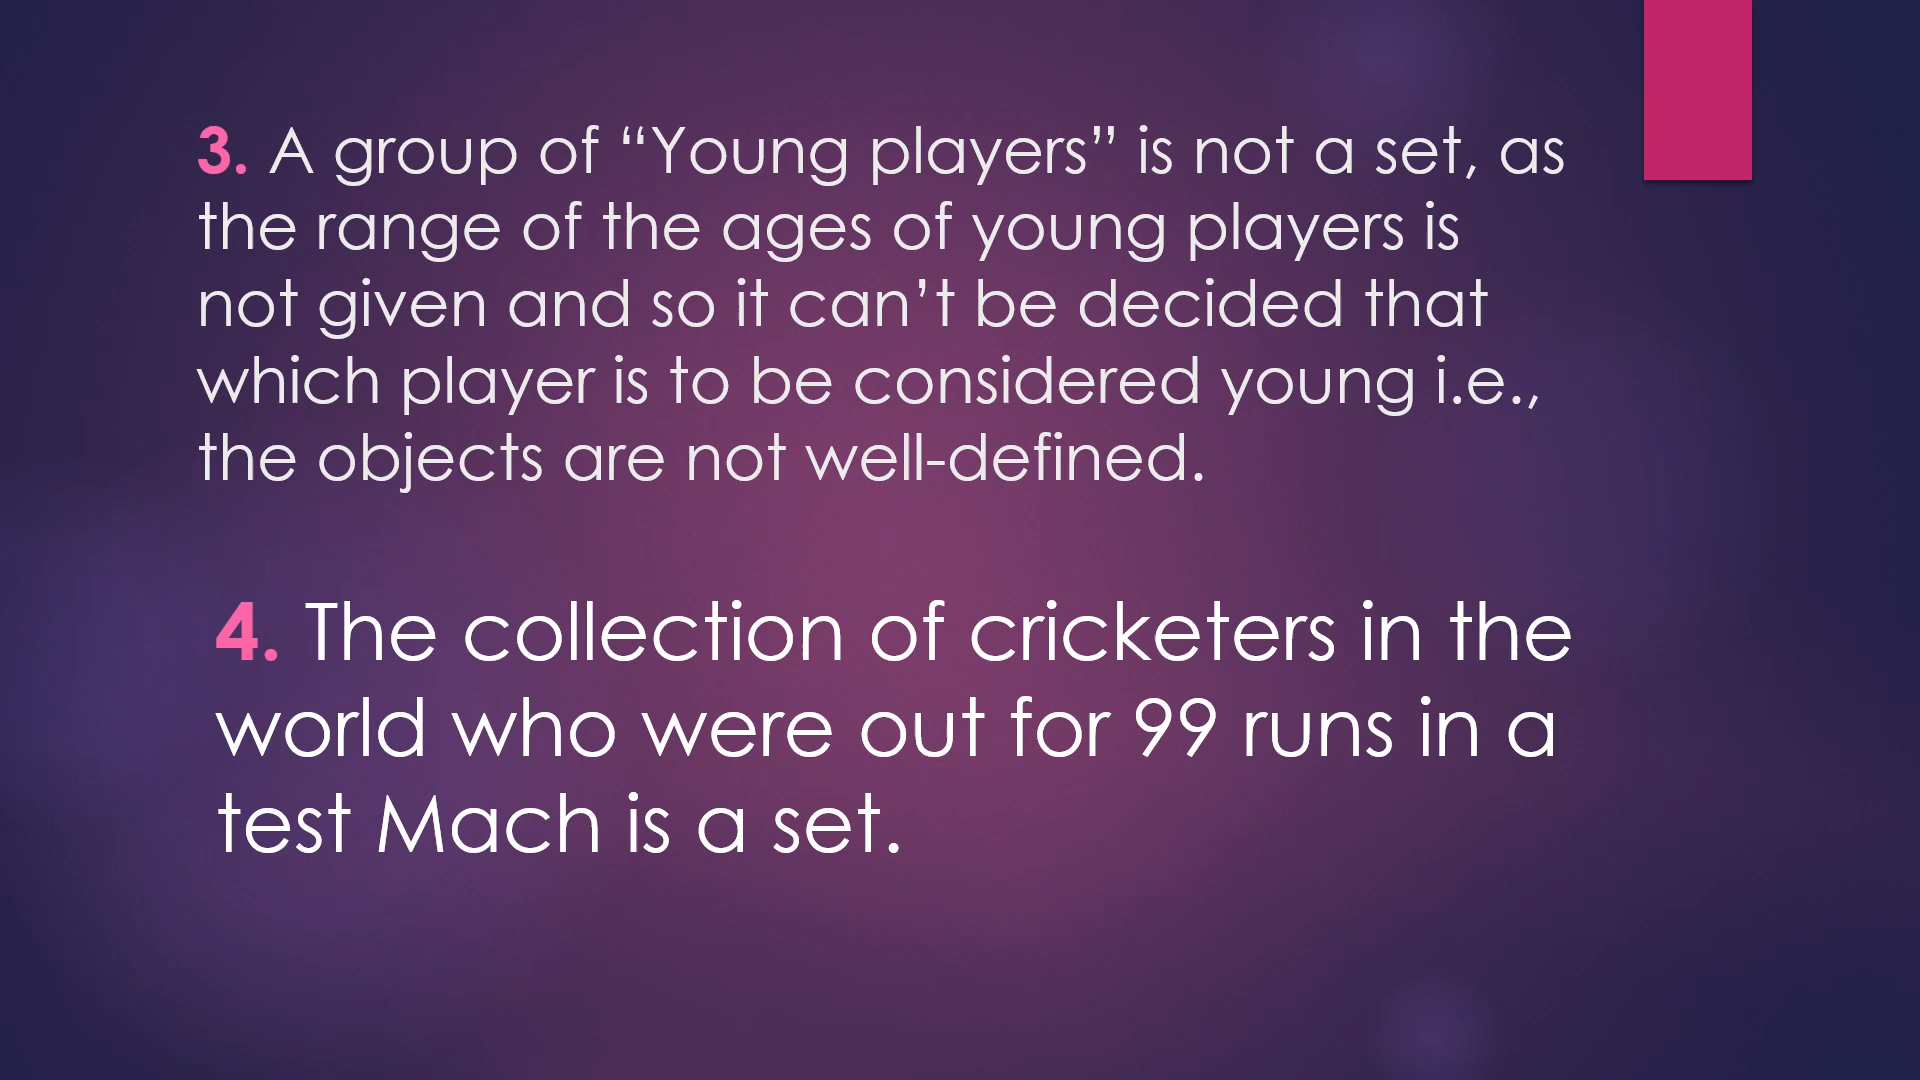 3. A group of “Young players” is not a set, as
the range of the ages of young players is
not given and so it can’t be decided that
which player is to be considered young i.e.,
the objects are not well-defined.
4. The collection of cricketers in the
world who were out for 99 runs in a
test Mach is a set.